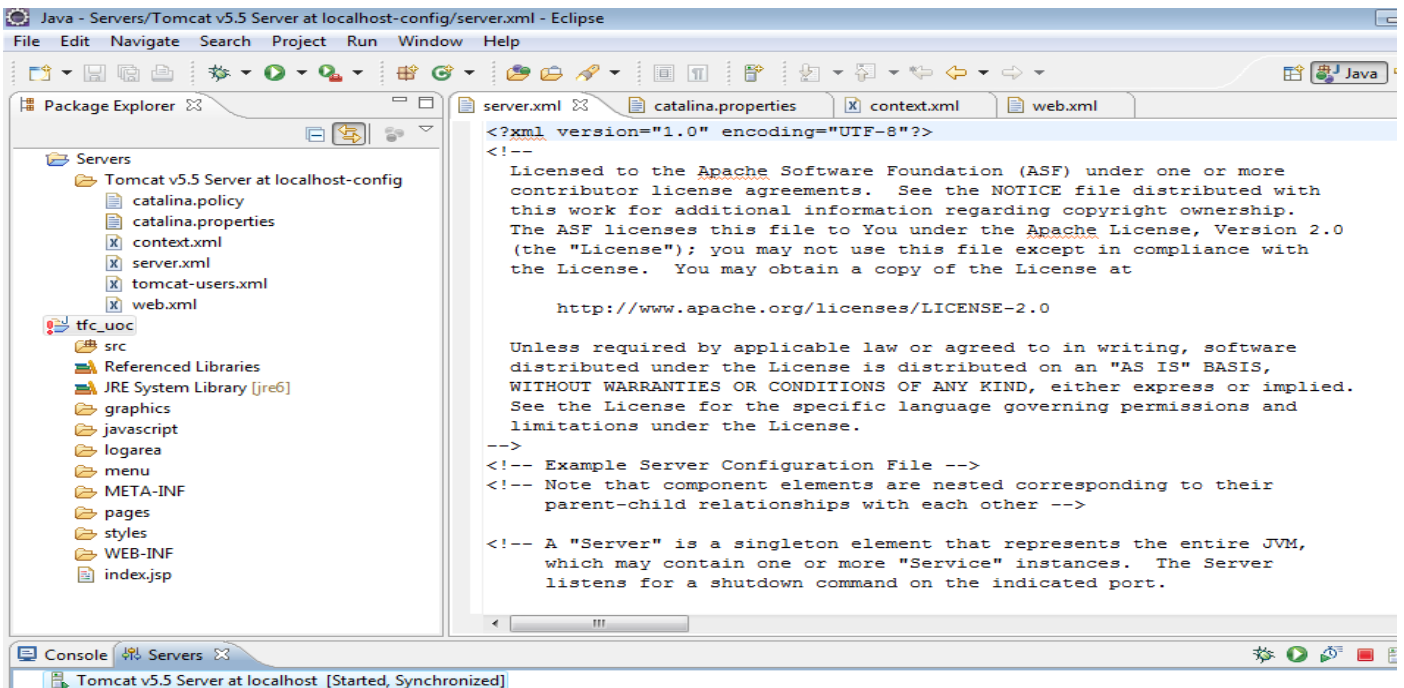 Java - Servers/Tomcat v5.5 Server at localhost-config/server.xml - Eclipse
File Edit Navigate Search Project Run Window Help
Java
Package Explorer
Servers
Tomcat v5.5 Server at localhost-config
catalina.policy
catalina.properties
context.xml
server.xml
tomcat-users.xml
web.xml
tfc_uoc
src
Referenced Libraries
JRE System Library [jre6]
graphics
javascript
logarea
menu
META-INF
pages
styles
WEB-INF
index.jsp
server.xml catalina.properties context.xml web.xml
<?xml version="1.0" encoding="UTF-8"?>
<!--
Licensed to the Apache Software Foundation (ASF) under one or more
contributor license agreements. See the NOTICE file distributed with
this work for additional information regarding copyright ownership.
The ASF licenses this file to You under the Apache License, Version 2.0
(the "License"); you may not use this file except in compliance with
the License. You may obtain a copy of the License at
http://www.apache.org/licenses/LICENSE-2.0
Unless required by applicable law or agreed to in writing, software
distributed under the License is distributed on an "AS IS" BASIS,
WITHOUT WARRANTIES OR CONDITIONS OF ANY KIND, either express or implied.
See the License for the specific language governing permissions and
limitations under the License.
-->
<!-- Example Server Configuration File -->
<!-- Note that component elements are nested corresponding to their
parent-child relationships with each other -->
<!-- A "Server" is a singleton element that represents the entire JVM,
which may contain one or more "Service" instances. The Server
listens for a shutdown command on the indicated port.
Console Servers
Tomcat v5.5 Server at localhost [Started, Synchronized]